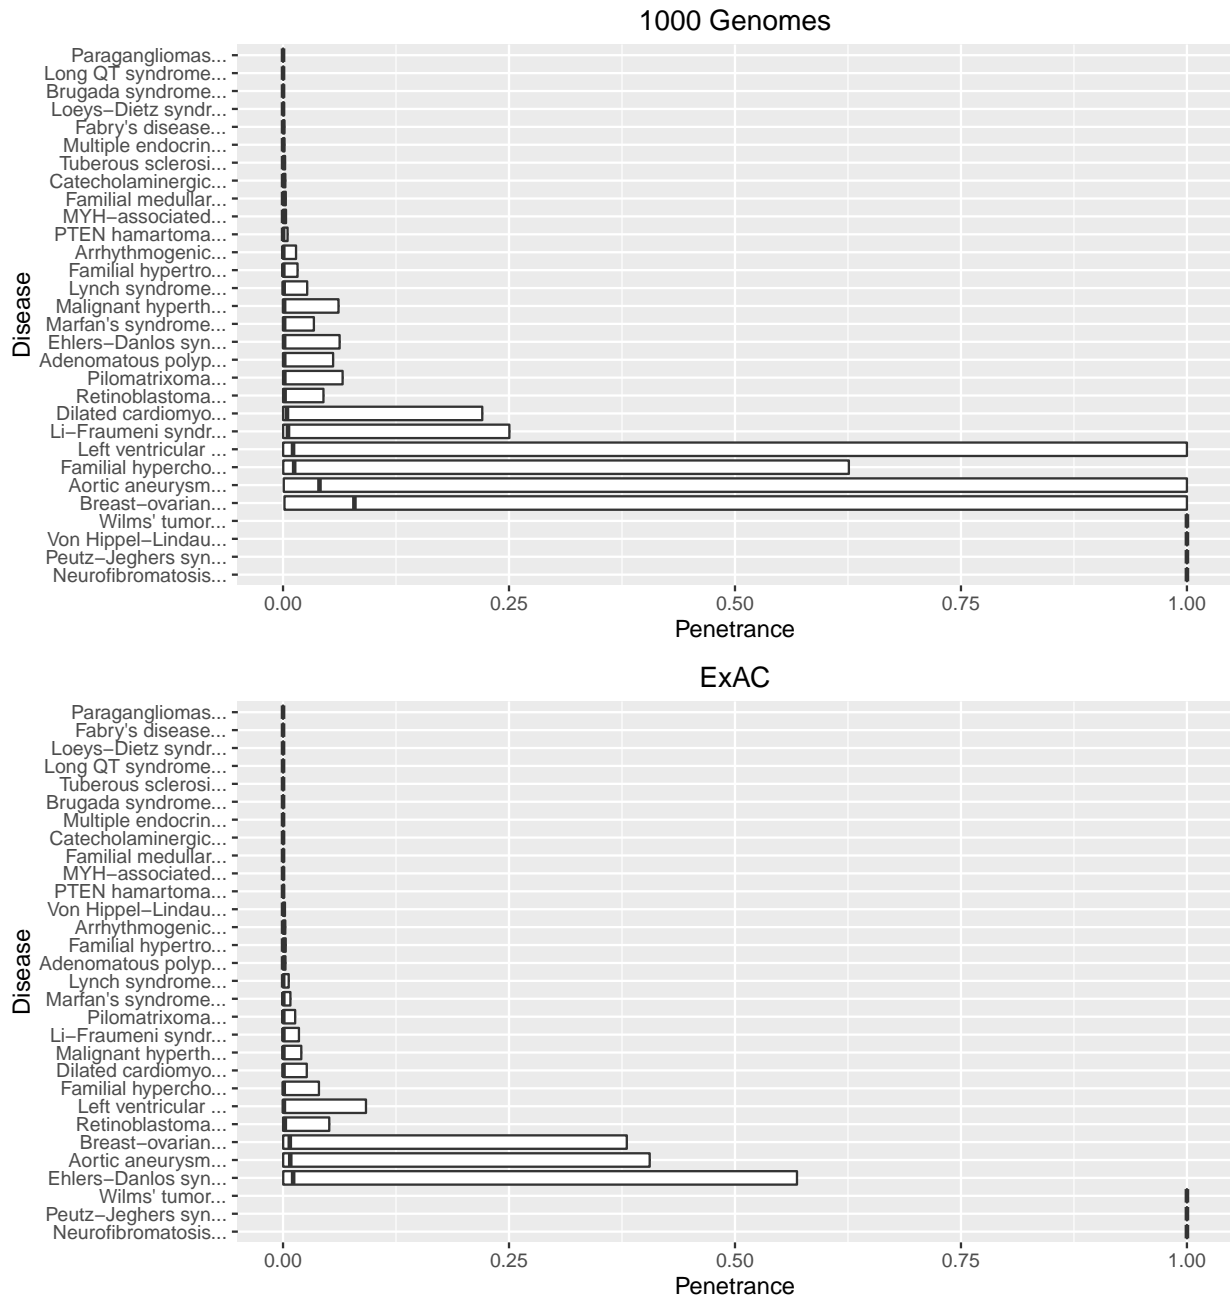 1000 Genomes
Disease
Paragangliomas...
Long QT syndrome...
Brugada syndrome...
Loeys−Dietz syndr...
Fabry's disease...
Multiple endocrin...
Tuberous sclerosi...
Catecholaminergic...
Familial medullar...
MYH−associated...
PTEN hamartoma...
Arrhythmogenic...
Familial hypertro...
Lynch syndrome...
Malignant hyperth...
Marfan's syndrome...
Ehlers−Danlos syn...
Adenomatous polyp...
Pilomatrixoma...
Retinoblastoma...
Dilated cardiomyo...
Li−Fraumeni syndr...
Left ventricular ...
Familial hypercho...
Aortic aneurysm...
Breast−ovarian...
Wilms' tumor...
Von Hippel−Lindau...
Peutz−Jeghers syn...
Neurofibromatosis...
0.00 0.25 0.50 0.75 1.00
Penetrance
ExAC
Disease
Paragangliomas...
Fabry's disease...
Loeys−Dietz syndr...
Long QT syndrome...
Tuberous sclerosi...
Brugada syndrome...
Multiple endocrin...
Catecholaminergic...
Familial medullar...
MYH−associated...
PTEN hamartoma...
Von Hippel−Lindau...
Arrhythmogenic...
Familial hypertro...
Adenomatous polyp...
Lynch syndrome...
Marfan's syndrome...
Pilomatrixoma...
Li−Fraumeni syndr...
Malignant hyperth...
Dilated cardiomyo...
Familial hypercho...
Left ventricular ...
Retinoblastoma...
Breast−ovarian...
Aortic aneurysm...
Ehlers−Danlos syn...
Wilms' tumor...
Peutz−Jeghers syn...
Neurofibromatosis...
0.00 0.25 0.50 0.75 1.00
Penetrance